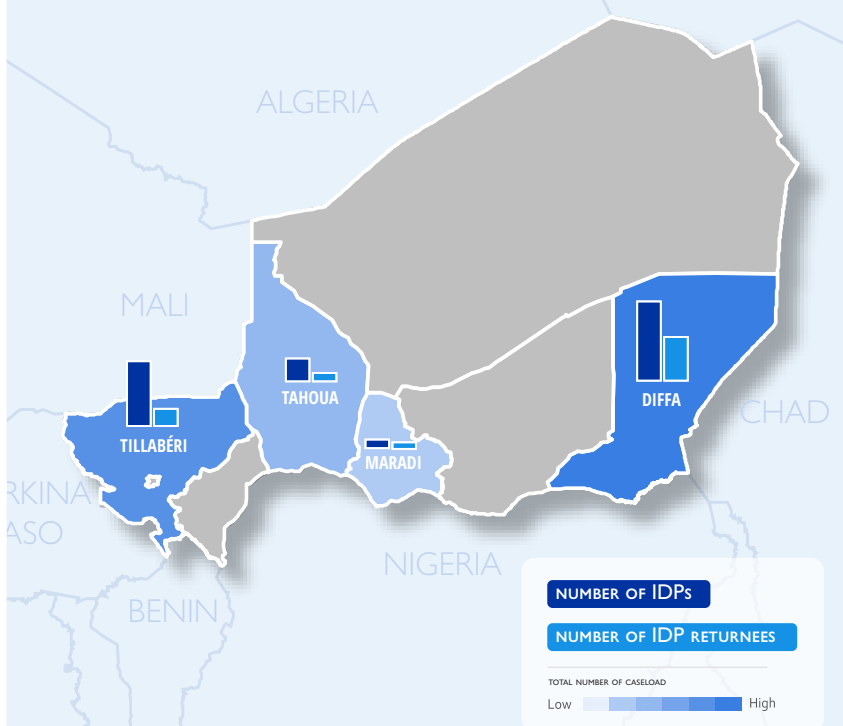 ALGERIA
MALI
TAHOUA
DIFFA
CHAD
TILLABÉRI
MARADI
RKINA
ASO
NIGERIA
BENIN
NUMBER OF IDPs
NUMBER OF IDP RETURNEES
TOTAL NUMBER OF CASELOAD
Low High